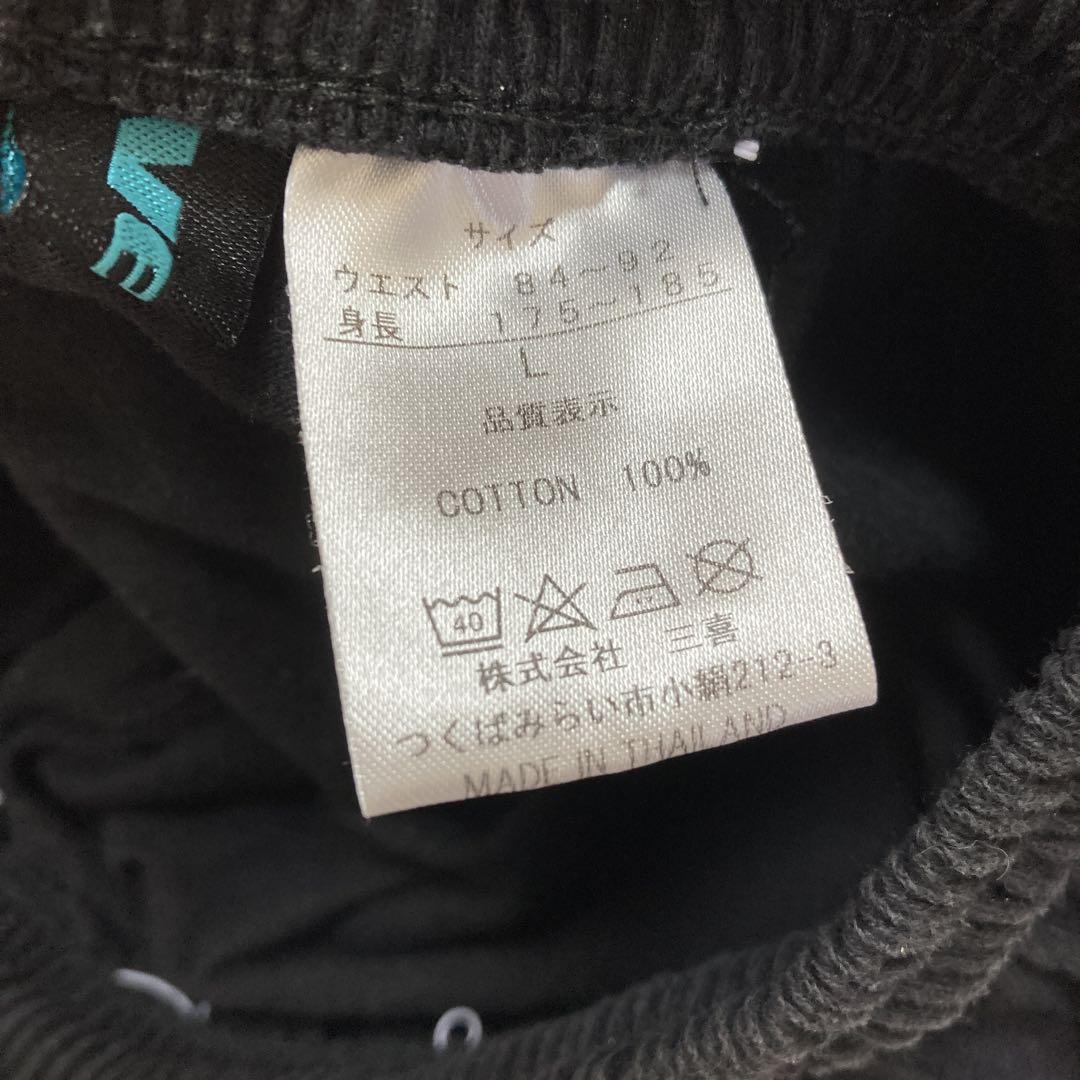 サイズ
ウエスト 84～92
身長 175～185
L
品質表示
COTTON 100%
40
株式会社 三喜
つくばみらい市小絹212-3
MADE IN THAILAND